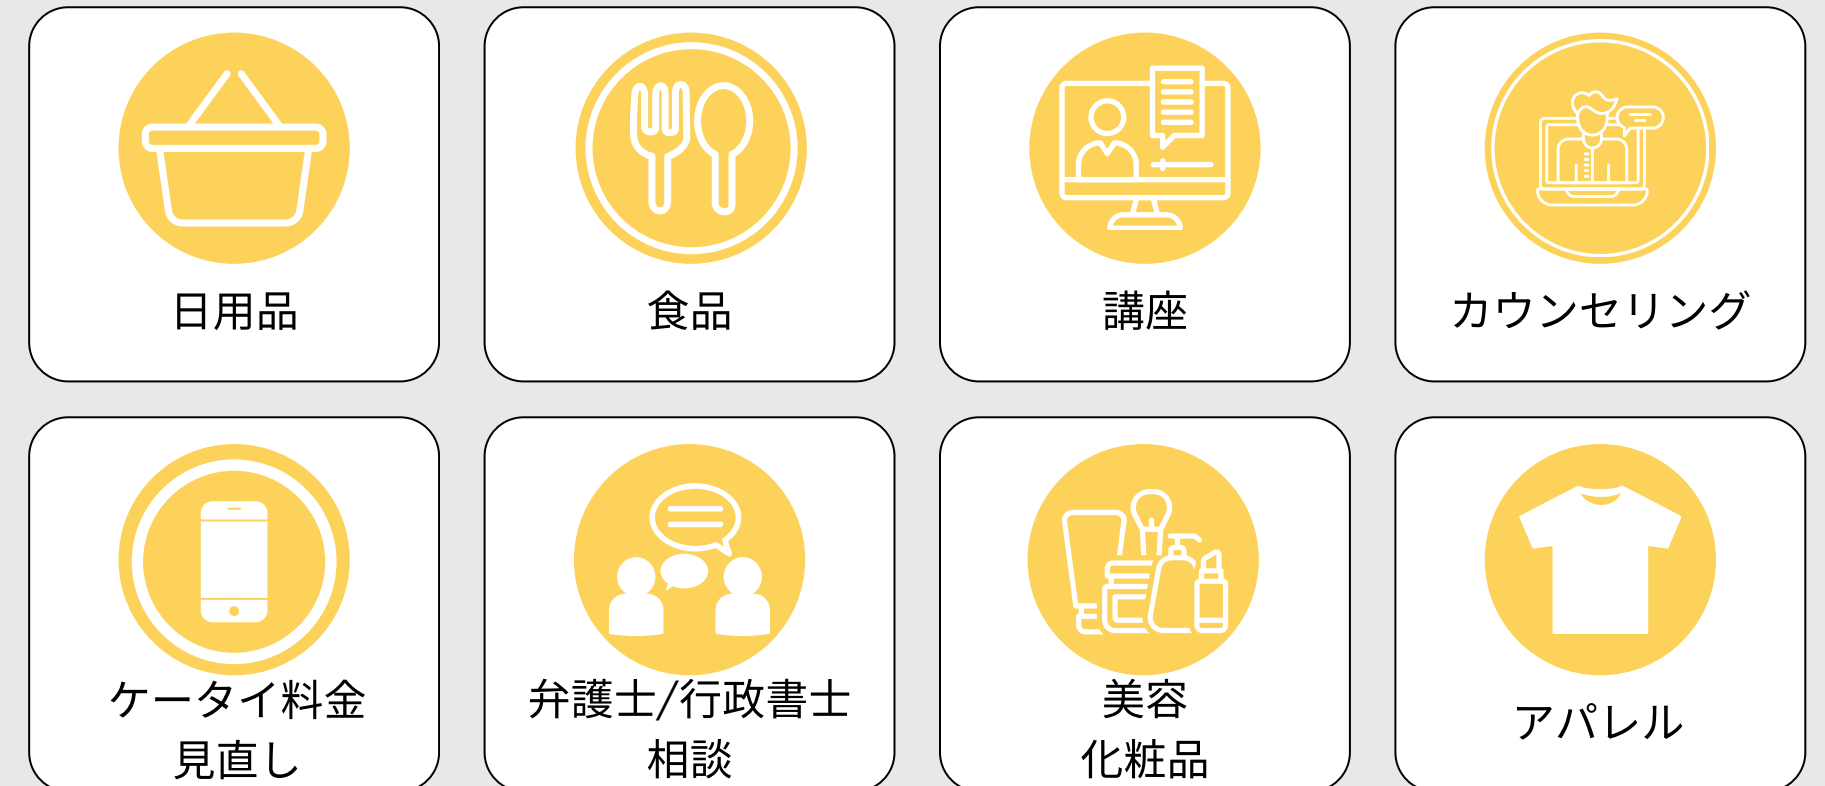 日用品
食品
講座
カウンセリング
ケータイ料金
見直し
弁護士/行政書士
相談
美容
化粧品
アパレル